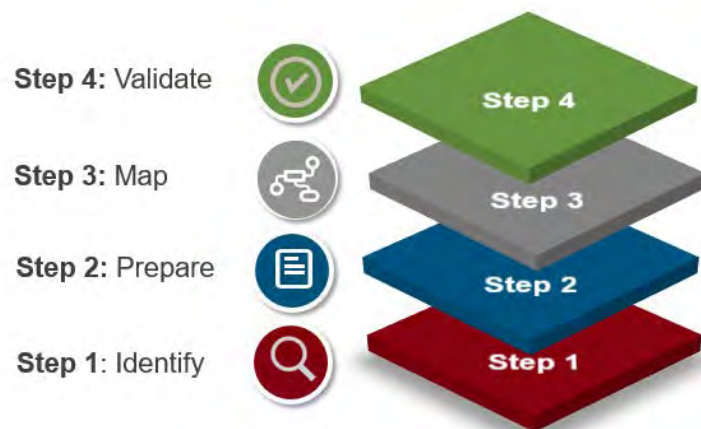 Step 4: Validate
Step 4
Step 3: Map
Step 3
Step 2: Prepare
Step 2
Step 1: Identify
Step 1